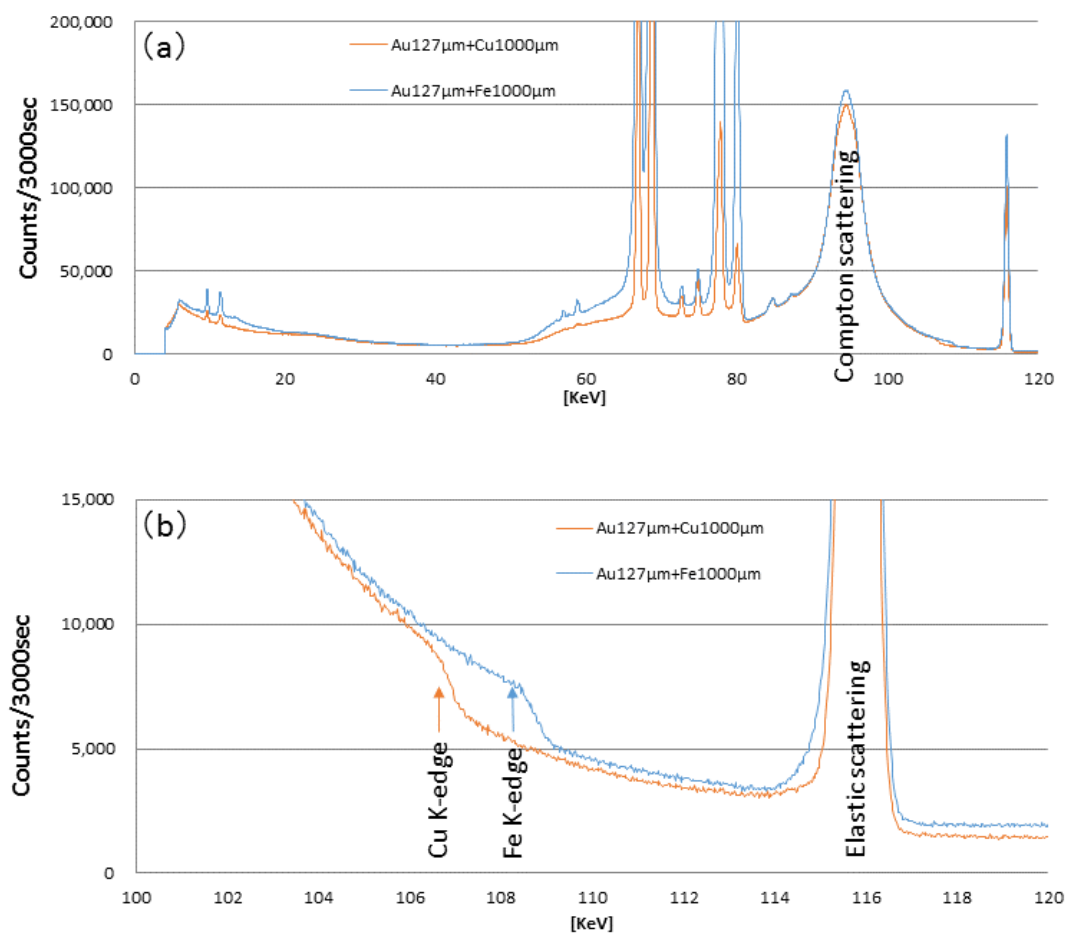 (a)
Au127μm+Cu1000μm
Au127μm+Fe1000μm
200,000
150,000
100,000
50,000
0
Counts/3000sec
Compton scattering
0 20 40 60 80 100 120
[KeV]
(b)
Au127μm+Cu1000μm
Au127μm+Fe1000μm
15,000
10,000
5,000
0
Counts/3000sec
Cu K-edge
Fe K-edge
Elastic scattering
100 102 104 106 108 110 112 114 116 118 120
[KeV]